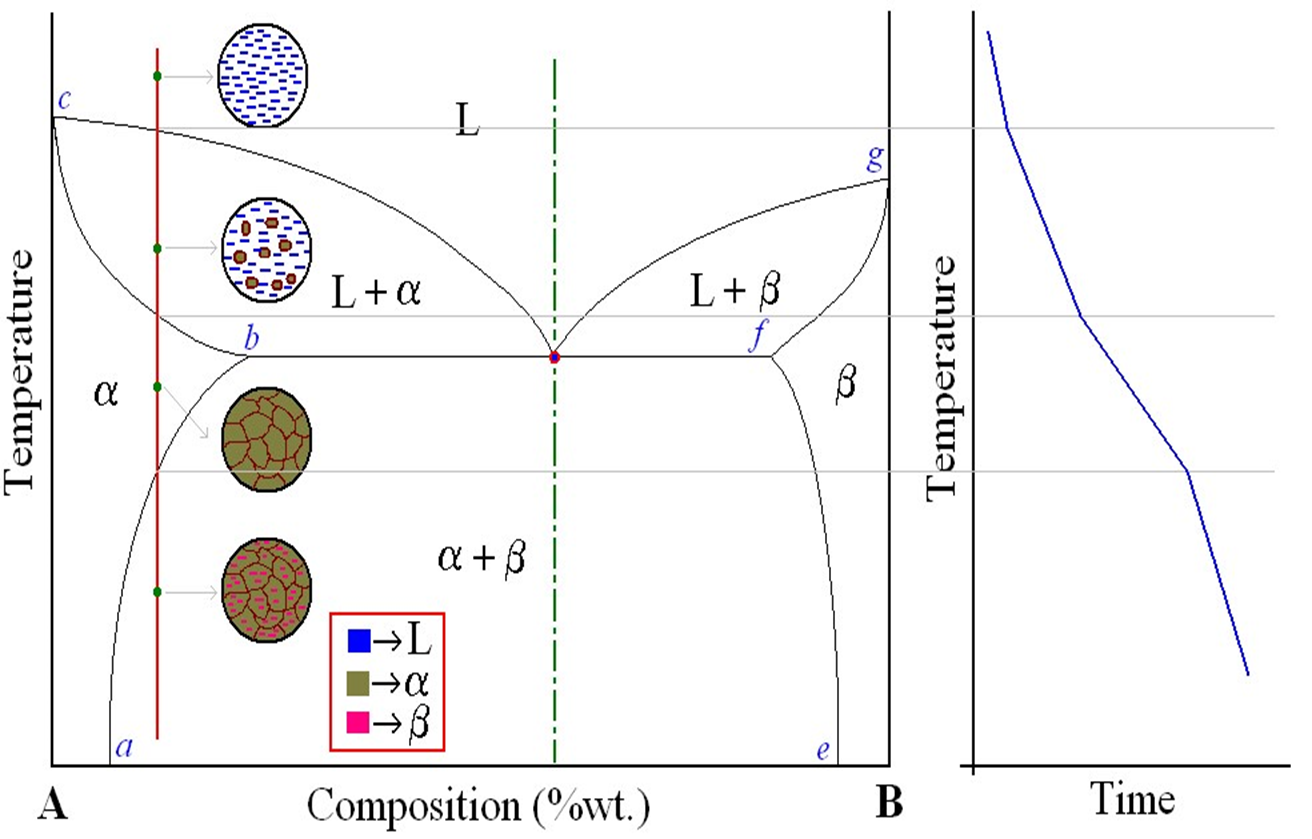 c
L
g
L + α
L + β
b
f
α
β
Temperature
Temperature
α + β
→L
→α
→β
a
e
A
Composition (%wt.)
B
Time